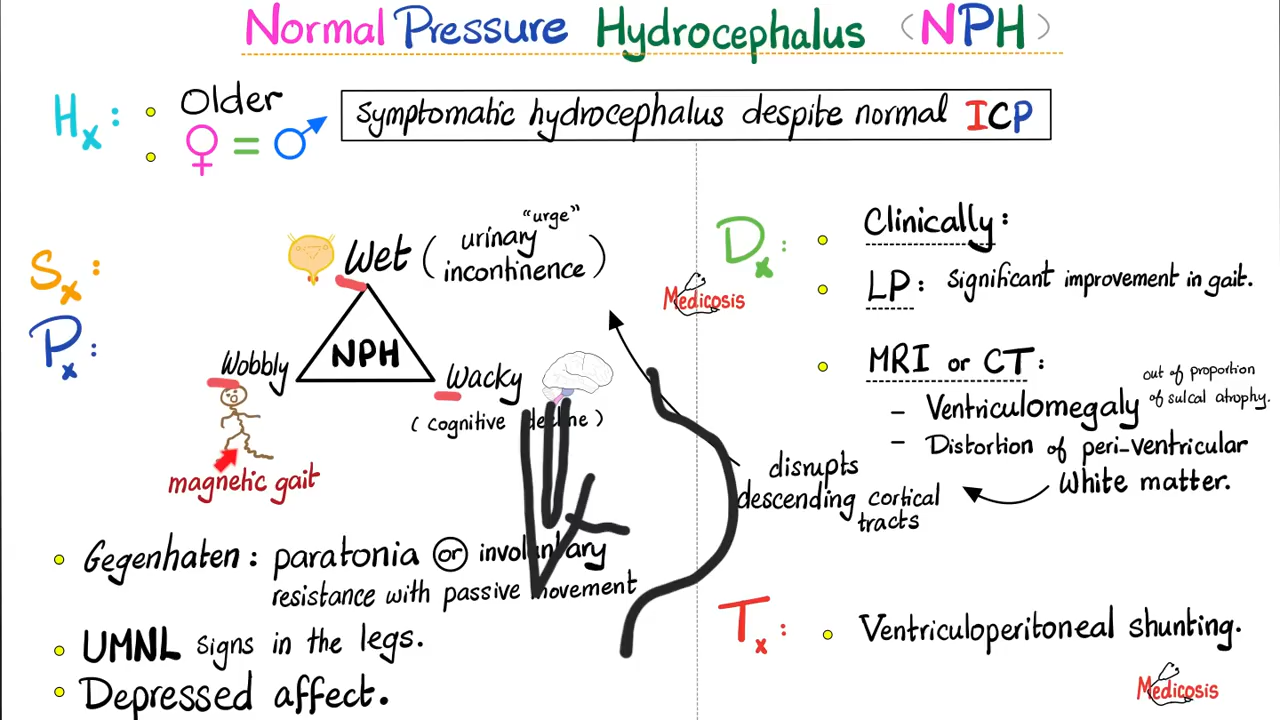 Normal Pressure Hydrocephalus (NPH)
Hx:
Older
=
Symptomatic hydrocephalus despite normal ICP
Sx:
Px:
Wet (urinary "urge" incontinence)
NPH
Wobbly
Wacky
(cognitive decline)
magnetic gait
Gegenhaten: paratonia or involuntary
resistance with passive movement
UMNL signs in the legs.
Depressed affect.
Medicosis
Dx:
Clinically:
LP: significant improvement in gait.
MRI or CT:
- Ventriculomegaly out of proportion of sulcal atrophy.
- Distortion of peri-ventricular
White matter.
disrupts
descending cortical
tracts
Tx:
Ventriculoperitoneal shunting.
Medicosis